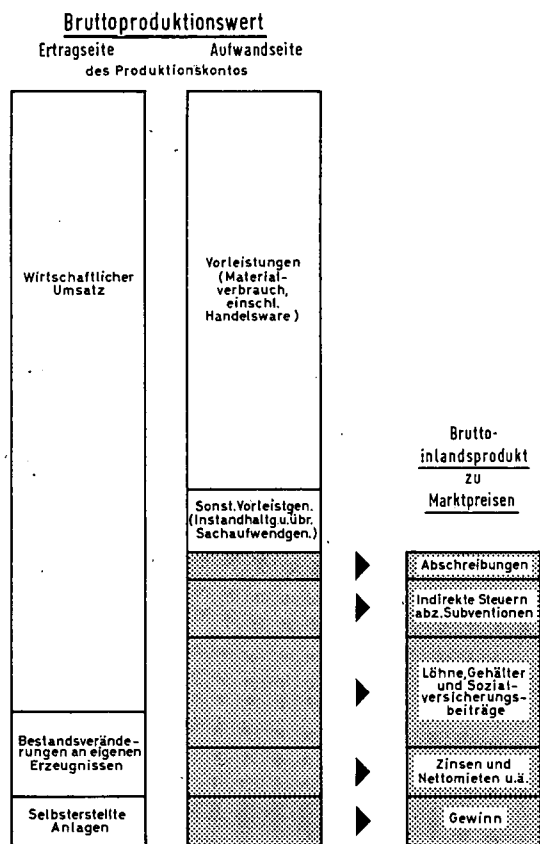 Bruttoproduktionswert
Ertragseite
Aufwandseite
des Produktionskontos
Wirtschaftlicher
Umsatz
Bestandsverände-
rungen an eigenen
Erzeugnissen
Selbsterstellte
Anlagen
Vorleistungen
(Material-
verbrauch,
einschl.
Handelsware)
Sonst.Vorleistgen.
(Instandhaltg.u.übr.
Sachaufwendgen.)
Brutto-
inlandsprodukt
zu
Marktpreisen
Abschreibungen
Indirekte Steuern
abz.Subventionen
Löhne,Gehälter
und Sozial-
versicherungs-
beiträge
Zinsen und
Nettomieten u.ä.
Gewinn